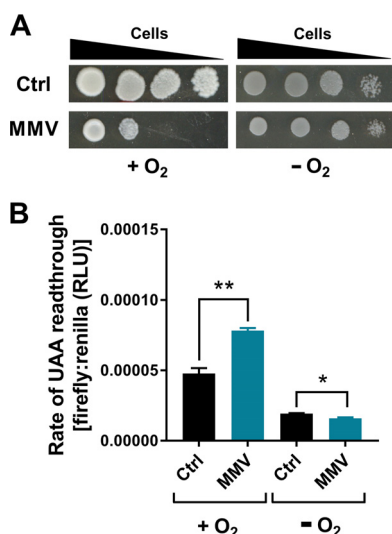 A
Cells
Cells
Ctrl
MMV
+ O₂
− O₂
B
Rate of UAA readthrough
[firefly:renilla (RLU)]
0.00015
0.00010
0.00005
0.00000
**
*
Ctrl
MMV
Ctrl
MMV
+ O₂
− O₂